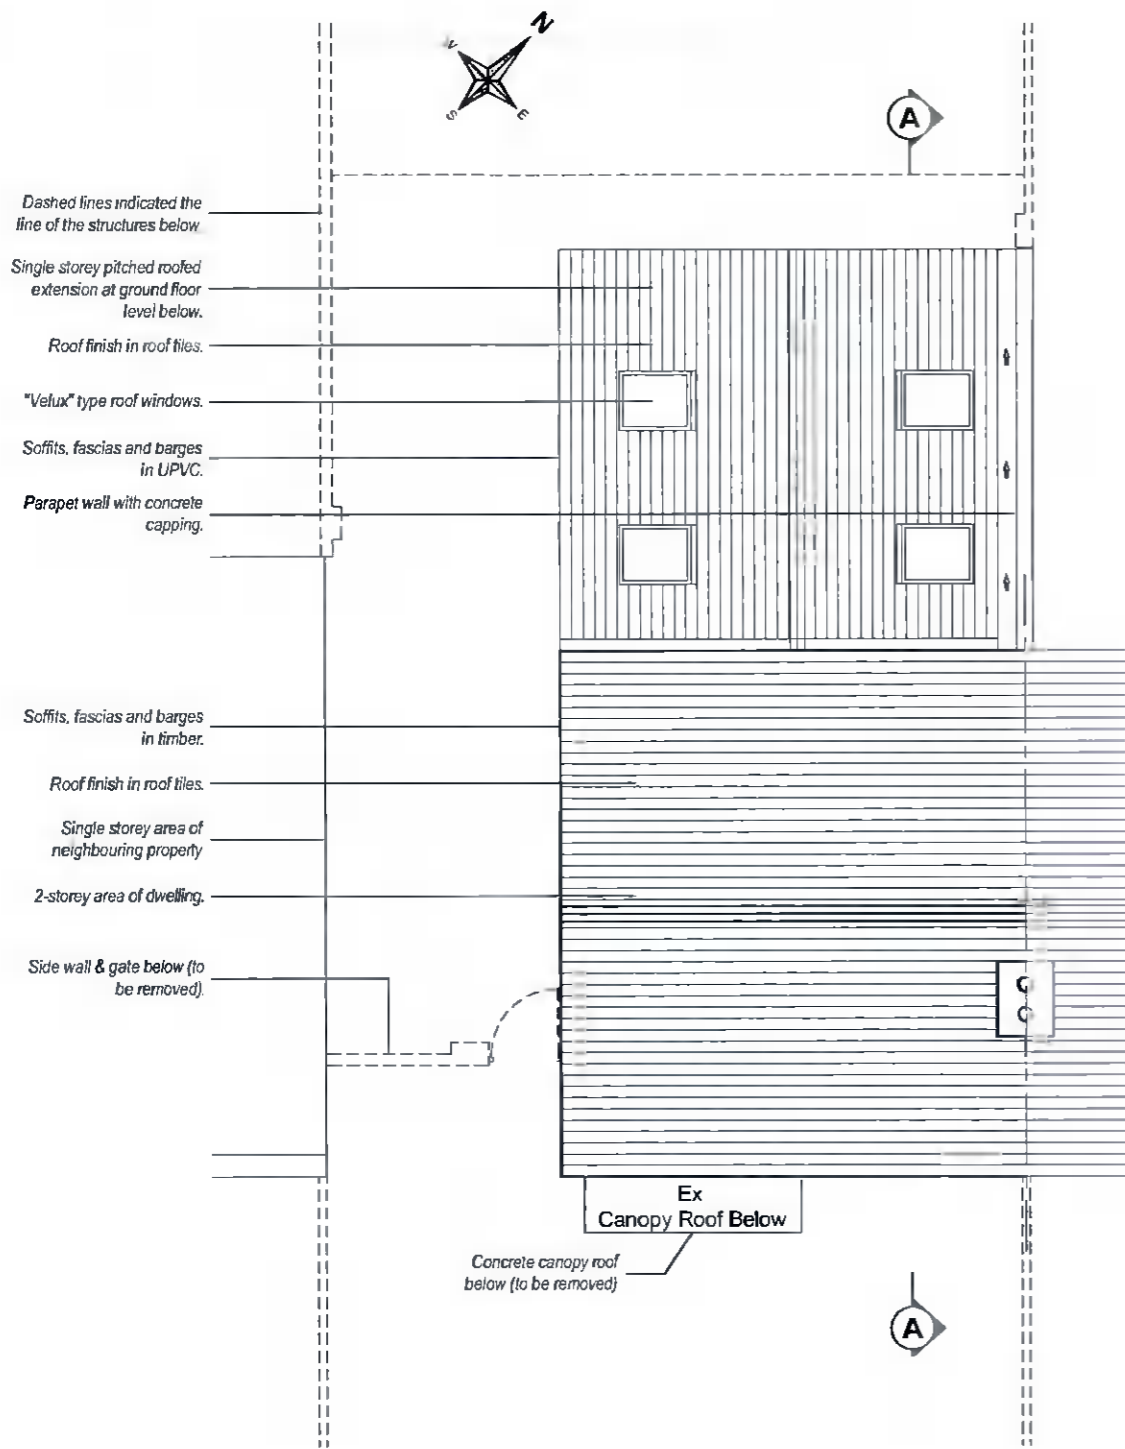 N
V
S
E
A
Dashed lines indicated the
line of the structures below
Single storey pitched roofed
extension at ground floor
level below.
Roof finish in roof tiles.
"Velux" type roof windows.
Soffits, fascias and barges
in UPVC.
Parapet wall with concrete
capping.
Soffits, fascias and barges
in timber.
Roof finish in roof tiles.
Single storey area of
neighbouring property
2-storey area of dwelling.
Side wall & gate below (to
be removed).
Ex
Canopy Roof Below
Concrete canopy roof
below (to be removed)
A